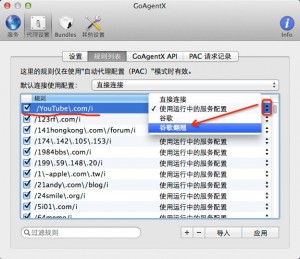 GoAgentX
服务 代理设置 Bundles 其他设置
设置 规则列表 GoAgentX API PAC 请求记录
这里的规则仅在使用"自动代理配置（PAC）"模式时有效。
默认连接使用配置： 直接连接
规则
直接连接
/YouTube\.com/i ✓ 使用运行中的服务配置
/123rf\.com/i 谷歌
/141hongkong\.com\/forum/i
/174\.142\.105\.153/i 使用运行中的服务配置
/1984bbs\.com/i 使用运行中的服务配置
/199\.59\.148\.20/i 使用运行中的服务配置
/1\-apple\.com\.tw/i 使用运行中的服务配置
/21andy\.com\/blog/i 使用运行中的服务配置
/24smile\.org/i 使用运行中的服务配置
/5i01\.com/i 使用运行中的服务配置
/64memo/i 使用运行中的服务配置
过滤规则 + − 导入 应用